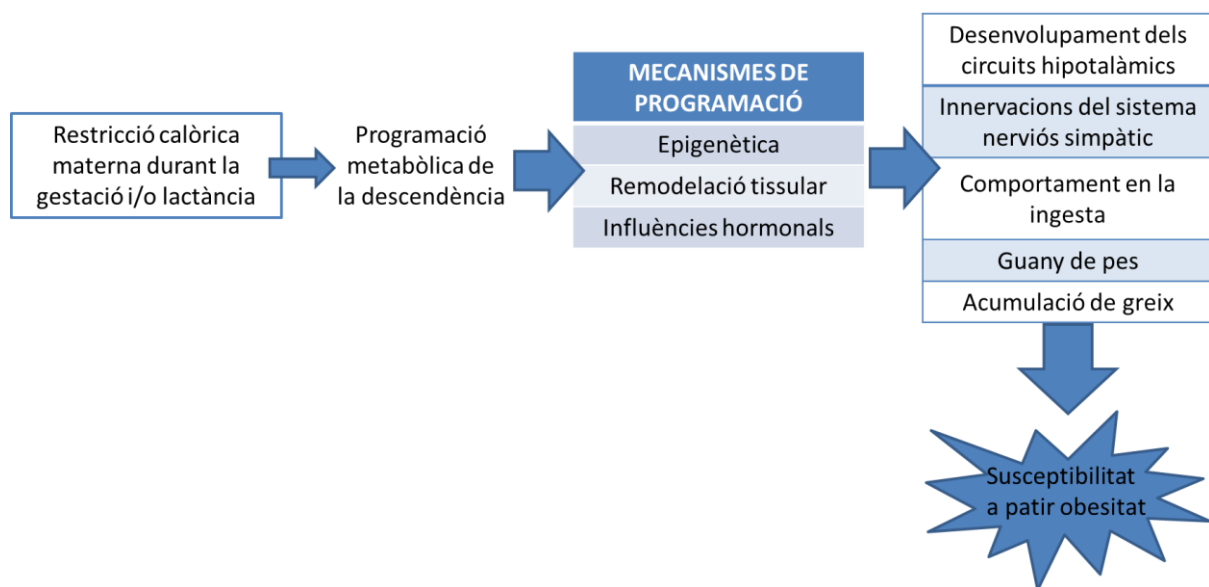 Restricció calòrica
materna durant la
gestació i/o lactància
Programació
metabòlica de
la descendència
MECANISMES DE
PROGRAMACIÓ
Epigenètica
Remodelació tissular
Influències hormonals
Desenvolupament dels
circuits hipotalàmics
Innervacions del sistema
nerviós simpàtic
Comportament en la
ingesta
Guany de pes
Acumulació de greix
Susceptibilitat
a patir obesitat